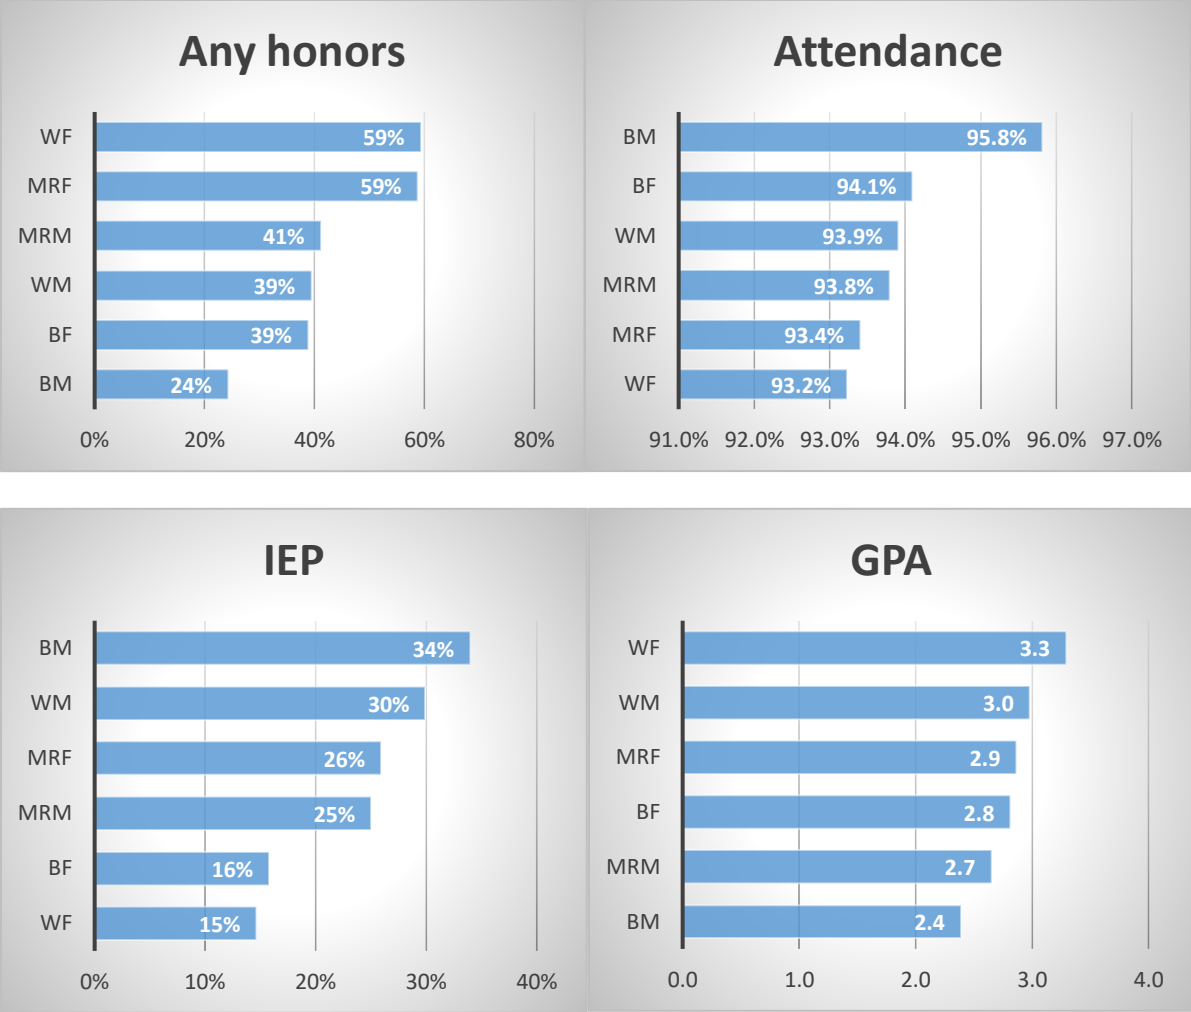 Any honors
WF 59%
MRF 59%
MRM 41%
WM 39%
BF 39%
BM 24%
0% 20% 40% 60% 80%
Attendance
BM 95.8%
BF 94.1%
WM 93.9%
MRM 93.8%
MRF 93.4%
WF 93.2%
91.0% 92.0% 93.0% 94.0% 95.0% 96.0% 97.0%
IEP
BM 34%
WM 30%
MRF 26%
MRM 25%
BF 16%
WF 15%
0% 10% 20% 30% 40%
GPA
WF 3.3
WM 3.0
MRF 2.9
BF 2.8
MRM 2.7
BM 2.4
0.0 1.0 2.0 3.0 4.0